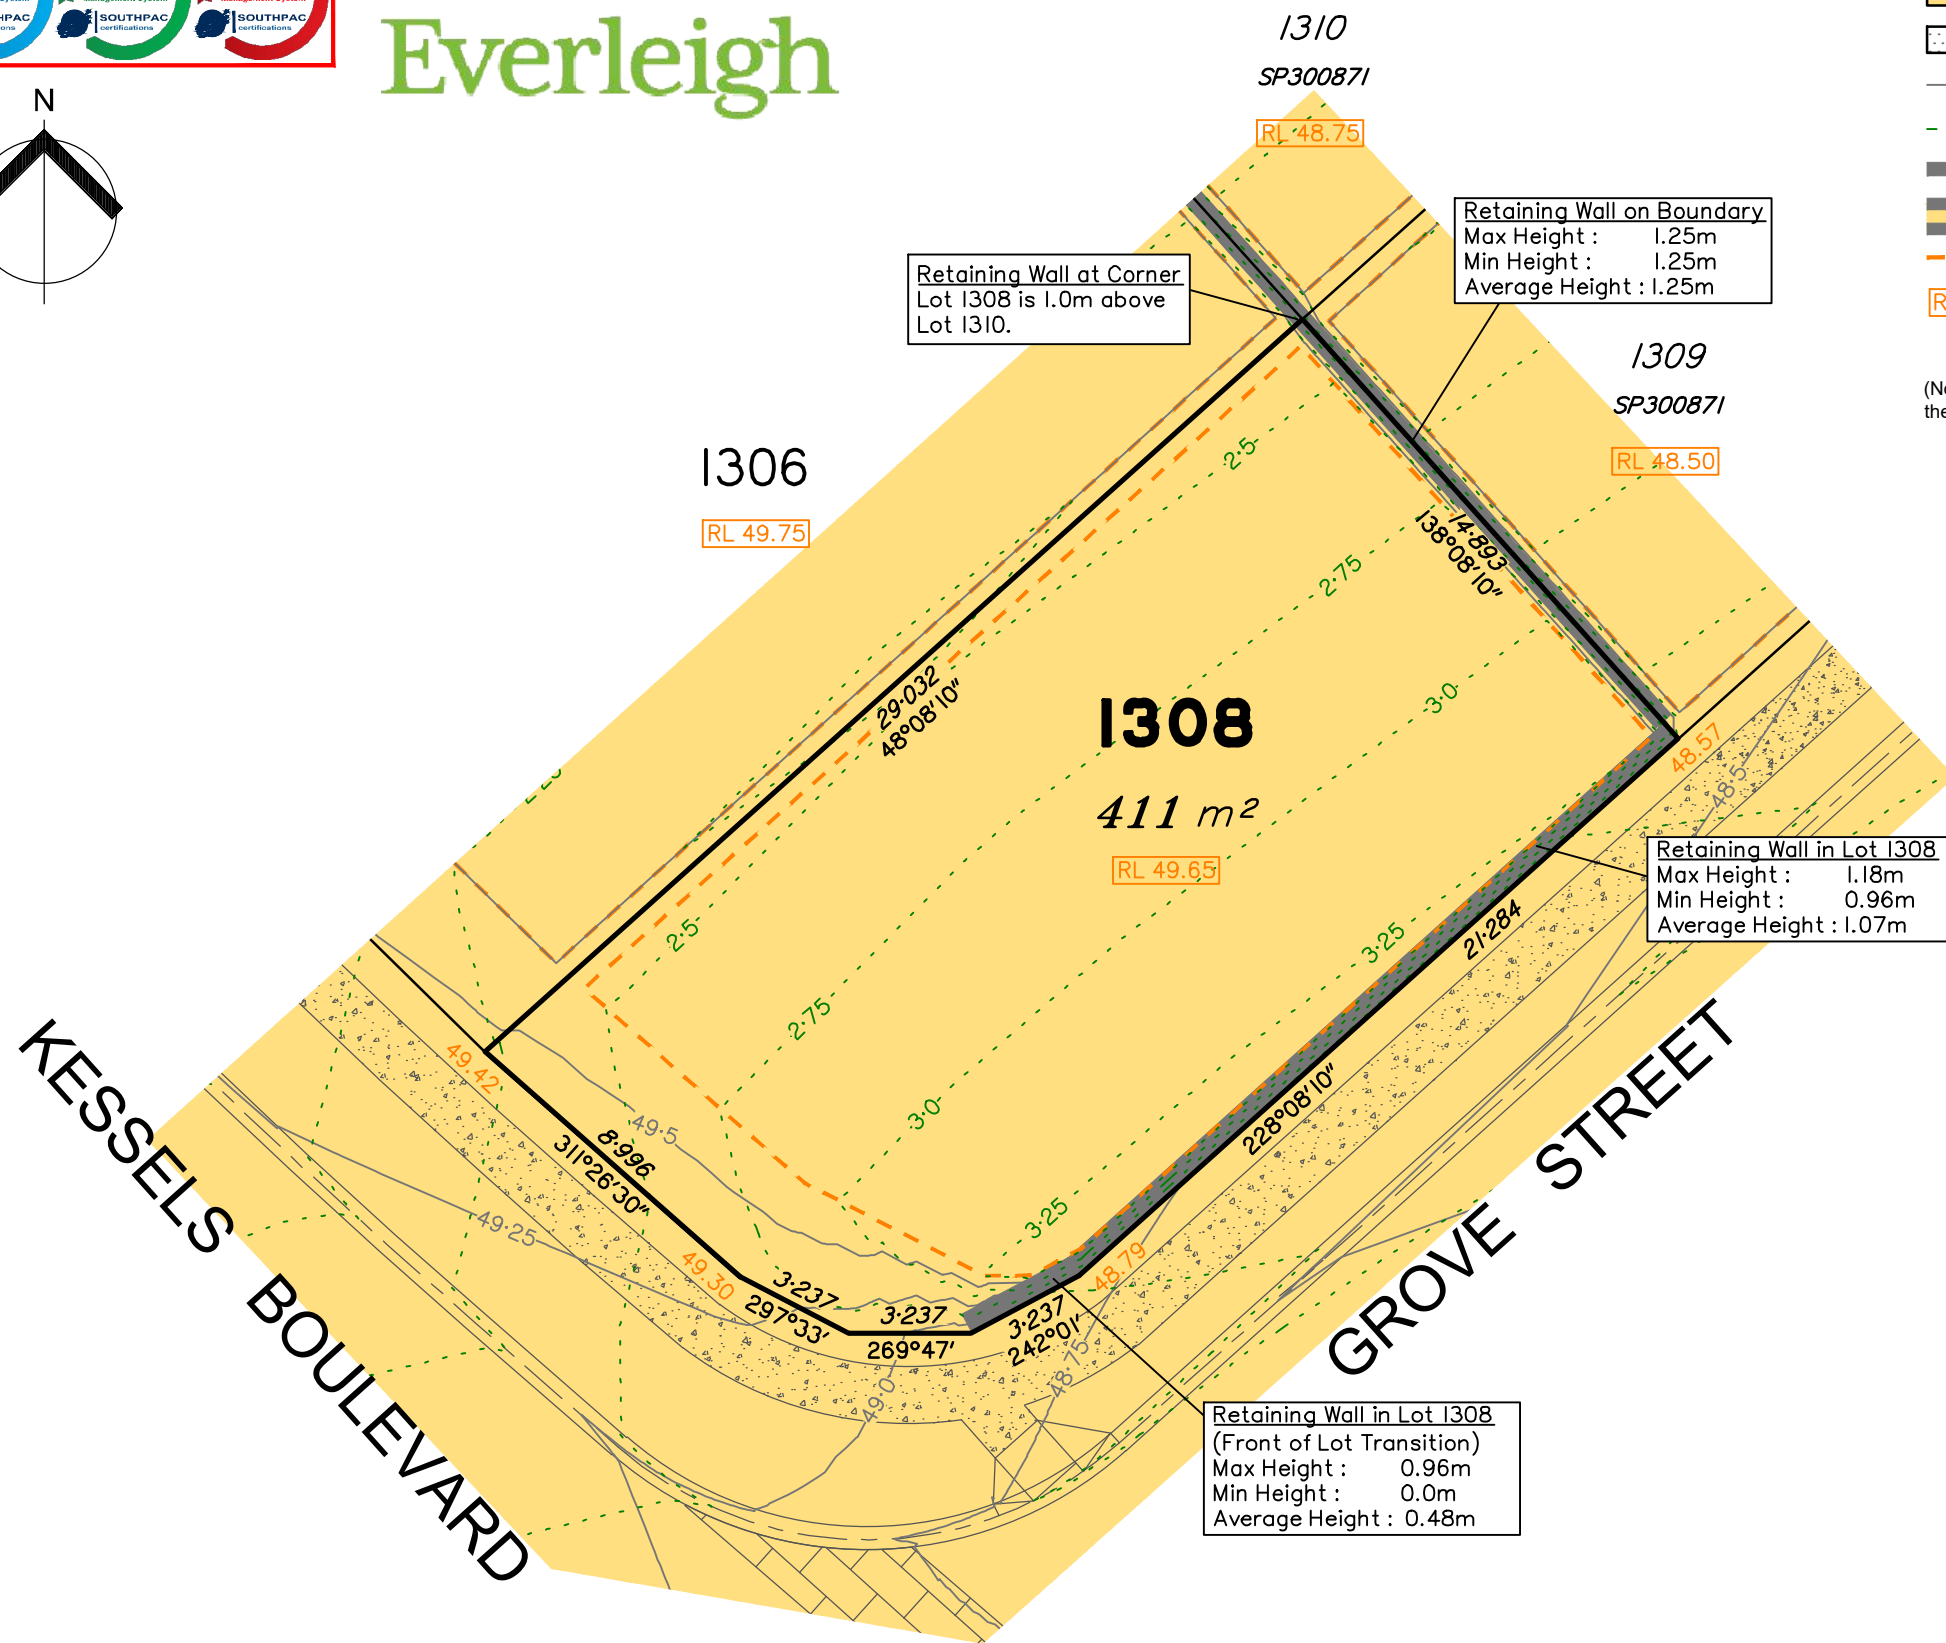 SOUTHPAC
certifications
SOUTHPAC
certifications
Everleigh
N
1310
SP300871
RL 48.75
Retaining Wall on Boundary
Max Height : 1.25m
Min Height : 1.25m
Average Height : 1.25m
Retaining Wall at Corner
Lot 1308 is 1.0m above
Lot 1310.
1309
SP300871
RL 48.50
1306
RL 49.75
2·5
2·75
14·893
138°08'10"
3·0
29·032
48°08'10"
1308
411 m²
RL 49.65
48.57
48·5
Retaining Wall in Lot 1308
Max Height : 1.18m
Min Height : 0.96m
Average Height : 1.07m
2·5
2·75
3·0
3·25
21·284
228°08'10"
3·25
49.42
49·5
8·996
311°26'30"
49·25
49.30
3·237
297°33'
3·237
269°47'
3·237
242°01'
48.79
48·75
49·0
KESSELS BOULEVARD
GROVE STREET
Retaining Wall in Lot 1308
(Front of Lot Transition)
Max Height : 0.96m
Min Height : 0.0m
Average Height : 0.48m